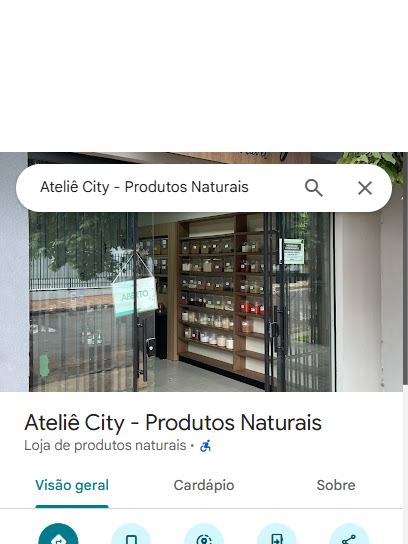 Ateliê City - Produtos Naturais
ABERTO
Ateliê City - Produtos Naturais
Loja de produtos naturais •
Visão geral
Cardápio
Sobre